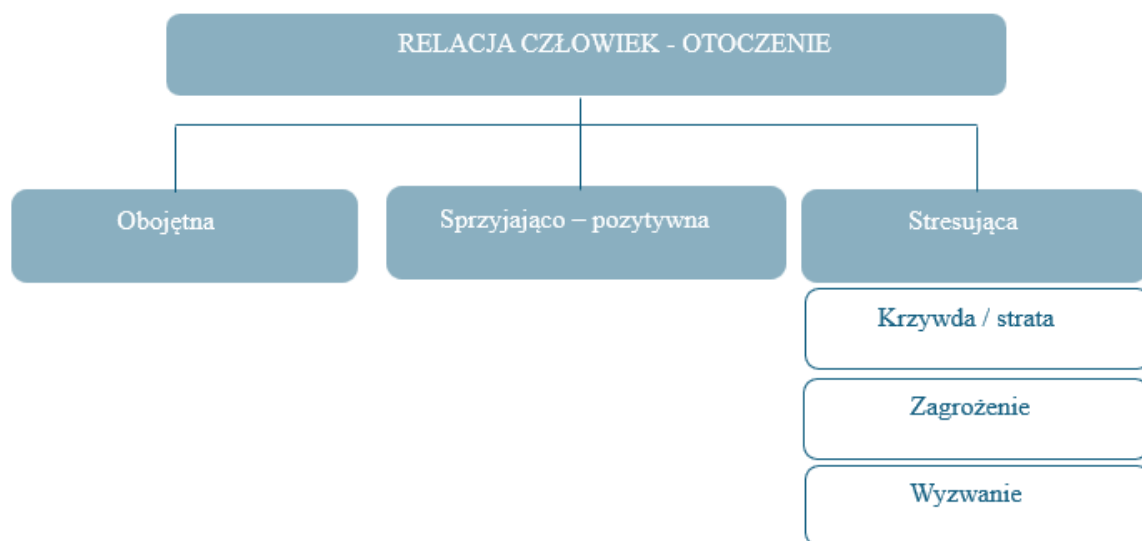 RELACJA CZŁOWIEK - OTOCZENIE
Obojętna
Sprzyjająco – pozytywna
Stresująca
Krzywda / strata
Zagrożenie
Wyzwanie